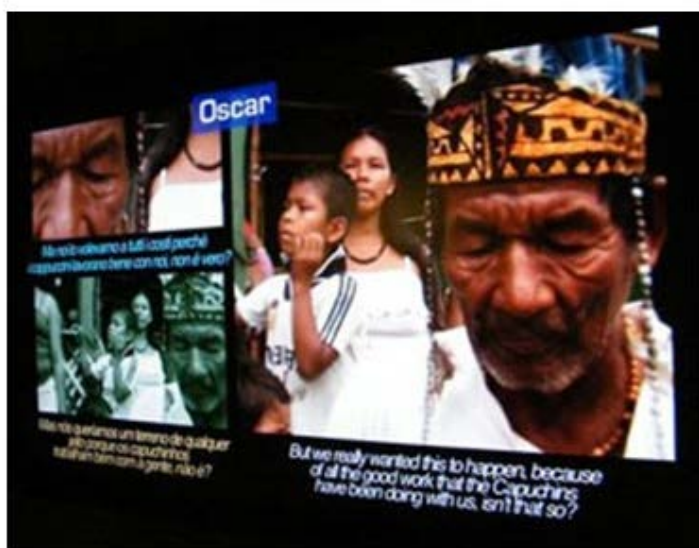 Oscar
Ma noi lo volevamo a tutti costi perché
i cappuccini lavorano bene con noi, non è vero?
Mas nós queríamos um terreno de qualquer
jeito porque os capuchinhos
trabalham bem com a gente, não é?
But we really wanted this to happen, because
of all the good work that the Capuchins
have been doing with us, isn't that so?